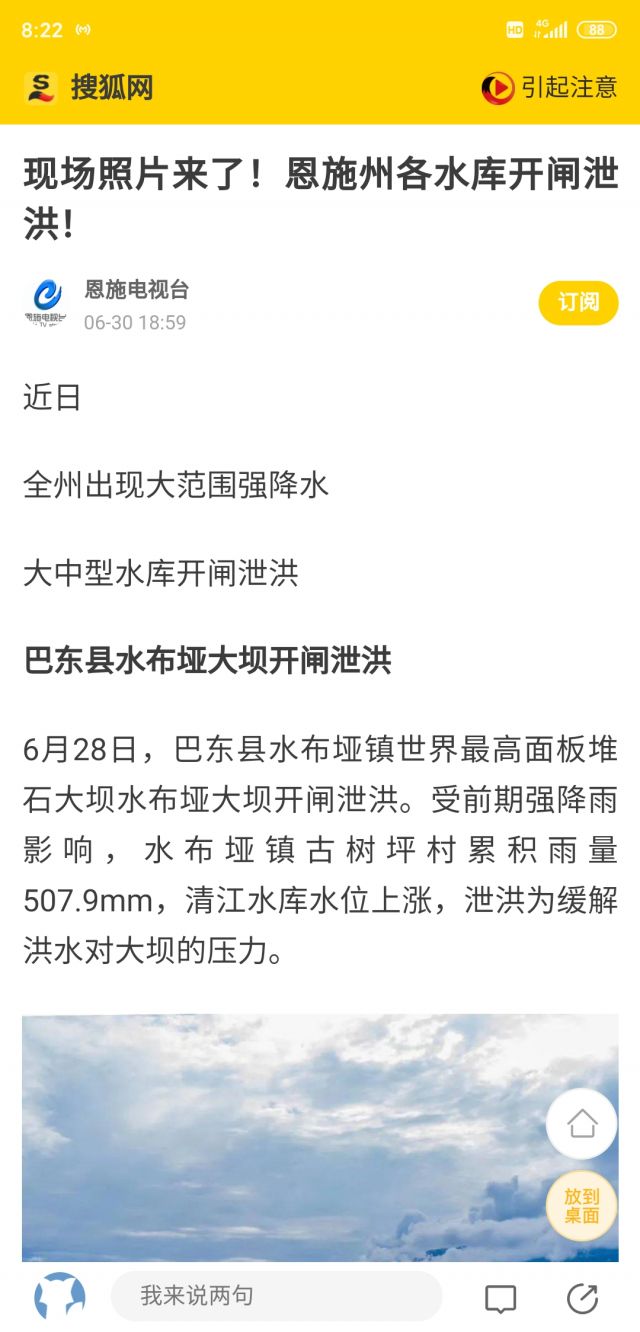 8:22
HD
4G
88
搜狐网
引起注意
现场照片来了！恩施州各水库开闸泄
洪！
恩施电视台
订阅
06-30 18:59
近日
全州出现大范围强降水
大中型水库开闸泄洪
巴东县水布垭大坝开闸泄洪
6月28日，巴东县水布垭镇世界最高面板堆
石大坝水布垭大坝开闸泄洪。受前期强降雨
影响，水布垭镇古树坪村累积雨量
507.9mm，清江水库水位上涨，泄洪为缓解
洪水对大坝的压力。
放到
桌面
我来说两句